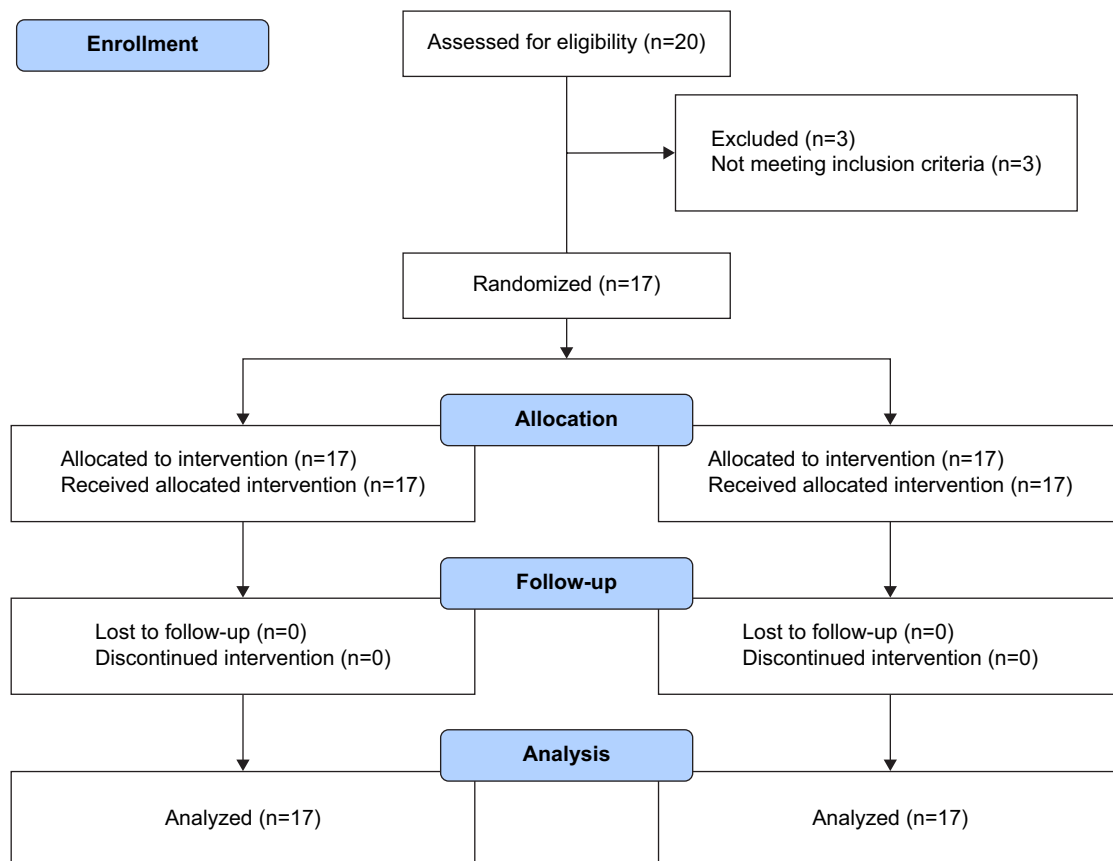 Enrollment
Assessed for eligibility (n=20)
Excluded (n=3)
Not meeting inclusion criteria (n=3)
Randomized (n=17)
Allocation
Allocated to intervention (n=17)
Received allocated intervention (n=17)
Allocated to intervention (n=17)
Received allocated intervention (n=17)
Follow-up
Lost to follow-up (n=0)
Discontinued intervention (n=0)
Lost to follow-up (n=0)
Discontinued intervention (n=0)
Analysis
Analyzed (n=17)
Analyzed (n=17)